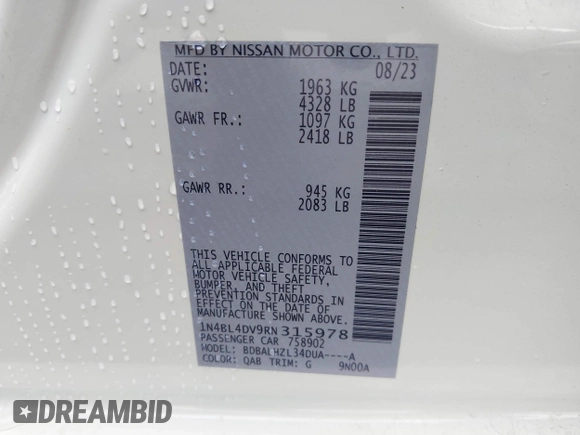 MFD BY NISSAN MOTOR CO., LTD.
DATE: 08/23
GVWR: 1963 KG
4328 LB
GAWR FR.: 1097 KG
2418 LB
GAWR RR.: 945 KG
2083 LB
THIS VEHICLE CONFORMS TO
ALL APPLICABLE FEDERAL
MOTOR VEHICLE SAFETY,
BUMPER, AND THEFT
PREVENTION STANDARDS IN
EFFECT ON THE DATE OF
MANUFACTURE SHOWN ABOVE.
1N4BL4DV9RN315978
PASSENGER CAR 758902
MODEL: BDBALHZL34DUA----A
COLOR: QAB TRIM: G 9N00A
DREAMBID